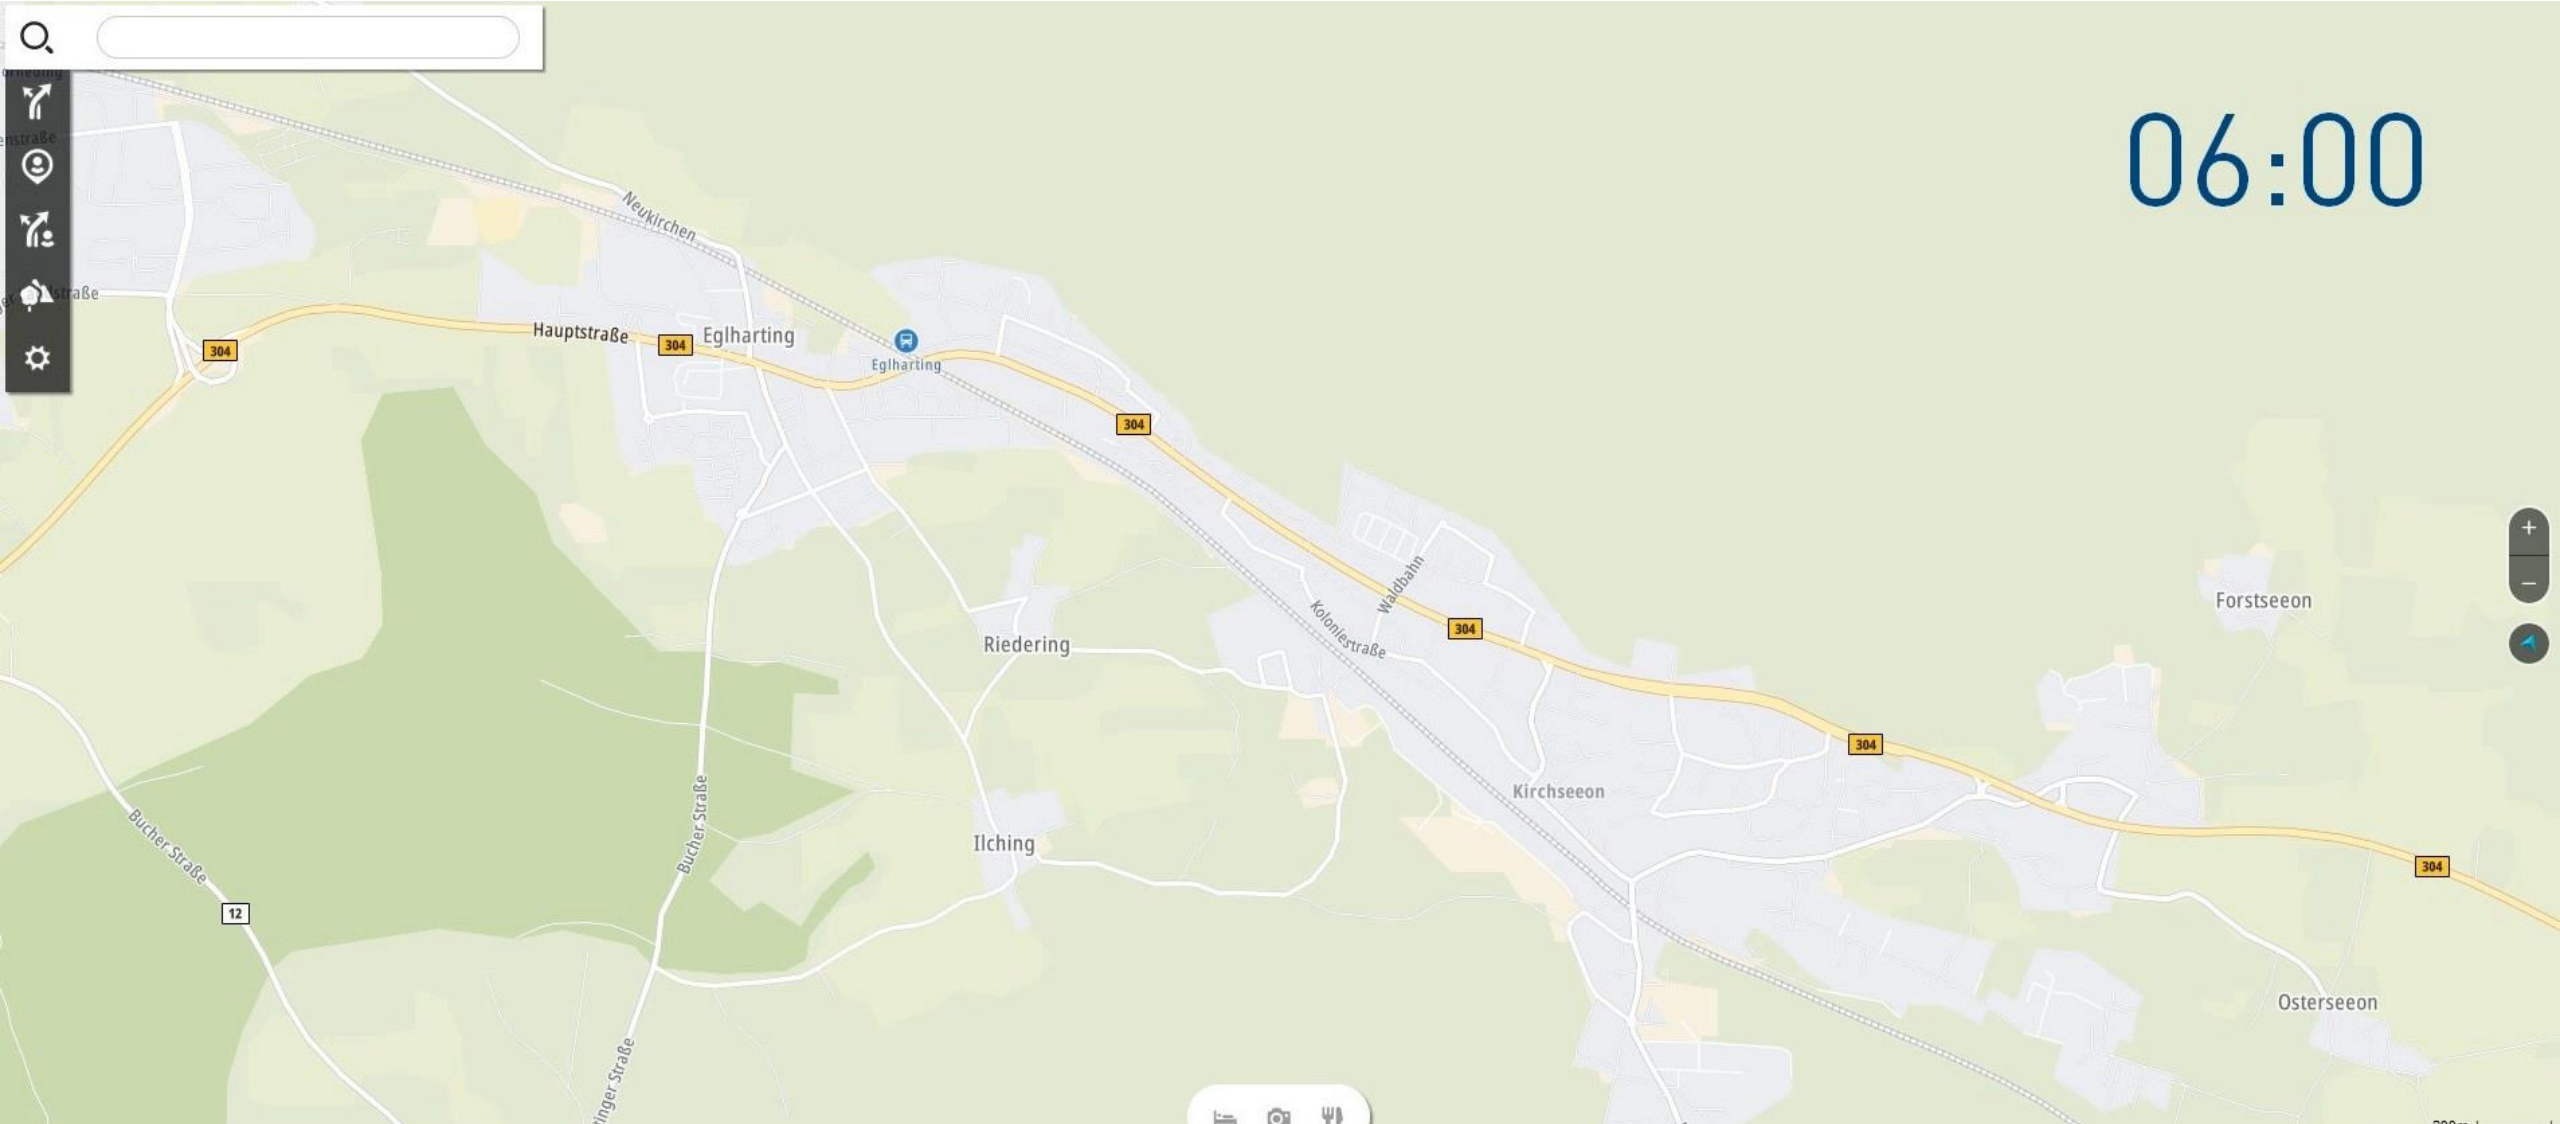 06:00
Neukirchen
Hauptstraße
304
Eglharting
304
Eglharting
304
Waldbahn
Koloniestraße
304
Forstseeon
Riedering
304
Kirchseeon
Bucher Straße
Bucher Straße
Ilching
304
12
Osterseeon